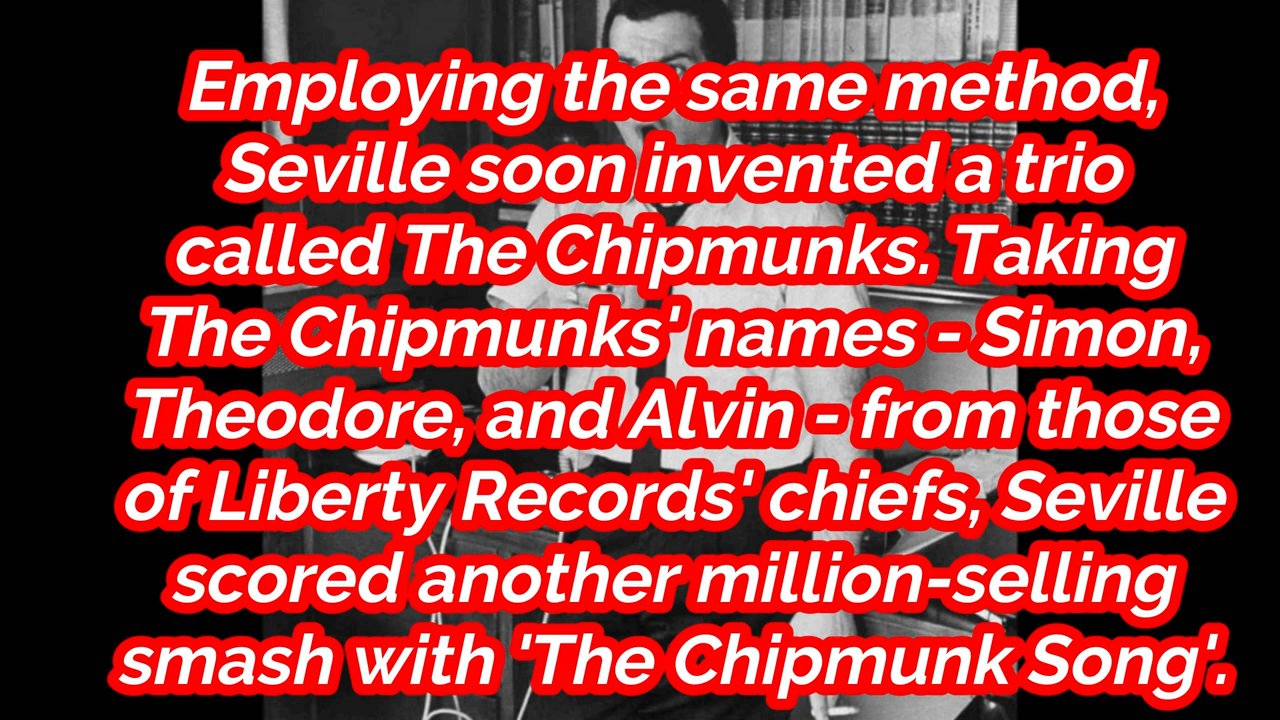 Employing the same method,
Seville soon invented a trio
called The Chipmunks. Taking
The Chipmunks' names - Simon,
Theodore, and Alvin - from those
of Liberty Records' chiefs, Seville
scored another million-selling
smash with 'The Chipmunk Song'.